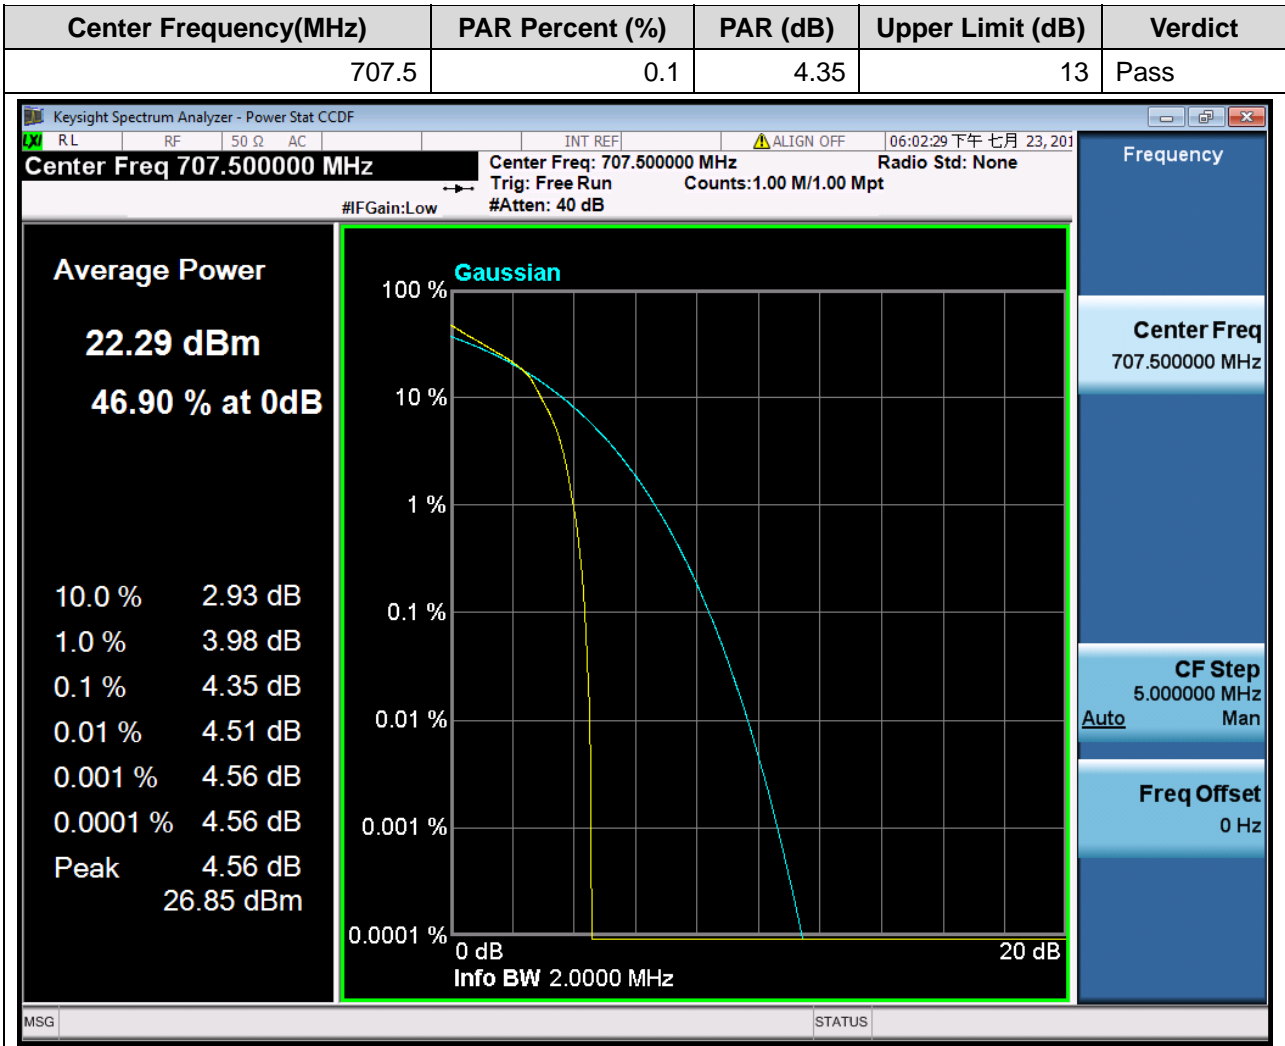 Center Frequency(MHz) PAR Percent (%) PAR (dB) Upper Limit (dB) Verdict
707.5 0.1 4.35 13 Pass
Keysight Spectrum Analyzer - Power Stat CCDF
LXI RL RF 50 Ω AC INT REF ALIGN OFF 06:02:29 下午 七月 23, 201
Center Freq 707.500000 MHz
Center Freq: 707.500000 MHz Radio Std: None
Trig: Free Run Counts:1.00 M/1.00 Mpt
#IFGain:Low #Atten: 40 dB
Frequency
Average Power
22.29 dBm
46.90 % at 0dB
10.0 % 2.93 dB
1.0 % 3.98 dB
0.1 % 4.35 dB
0.01 % 4.51 dB
0.001 % 4.56 dB
0.0001 % 4.56 dB
Peak 4.56 dB
26.85 dBm
Gaussian
100 %
10 %
1 %
0.1 %
0.01 %
0.001 %
0.0001 %
0 dB 20 dB
Info BW 2.0000 MHz
Center Freq
707.500000 MHz
CF Step
5.000000 MHz
Auto Man
Freq Offset
0 Hz
MSG STATUS